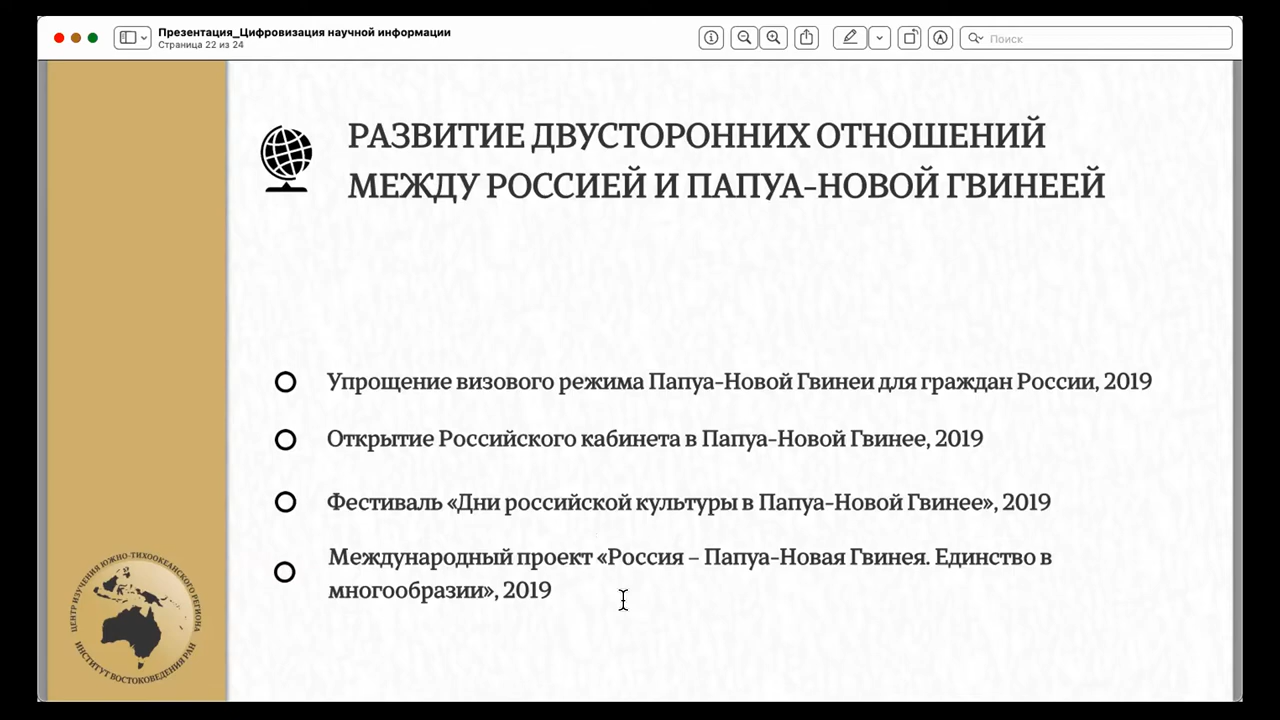 Презентация_Цифровизация научной информации
Страница 22 из 24
Поиск
РАЗВИТИЕ ДВУСТОРОННИХ ОТНОШЕНИЙ
МЕЖДУ РОССИЕЙ И ПАПУА-НОВОЙ ГВИНЕЕЙ
Упрощение визового режима Папуа-Новой Гвинеи для граждан России, 2019
Открытие Российского кабинета в Папуа-Новой Гвинее, 2019
Фестиваль «Дни российской культуры в Папуа-Новой Гвинее», 2019
Международный проект «Россия – Папуа-Новая Гвинея. Единство в
многообразии», 2019
ЦЕНТР ИЗУЧЕНИЯ ЮЖНО-ТИХООКЕАНСКОГО РЕГИОНА
ИНСТИТУТ ВОСТОКОВЕДЕНИЯ РАН